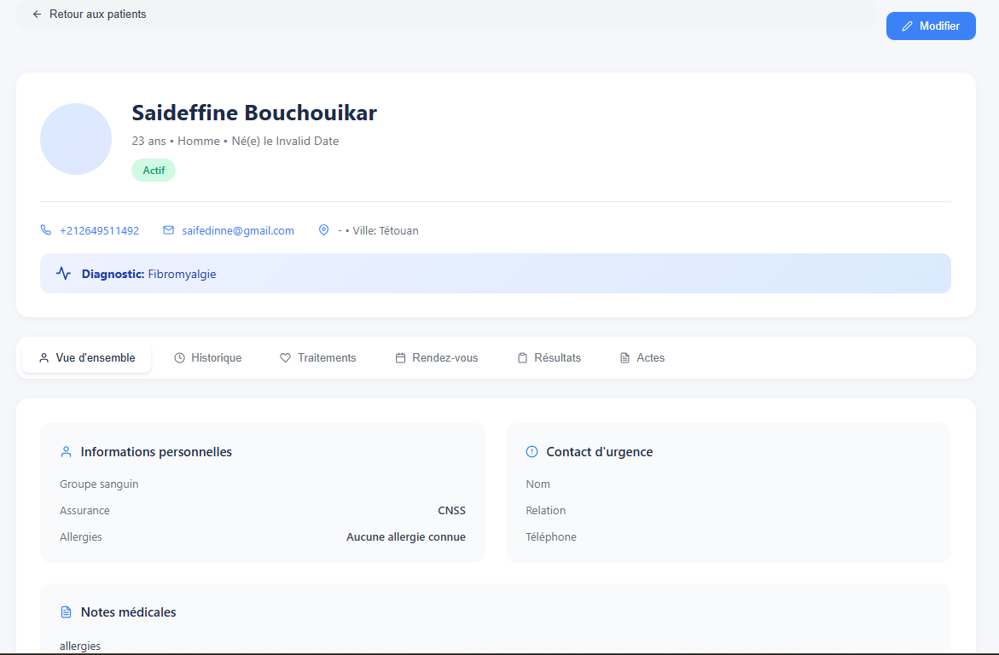 Retour aux patients
Modifier
Saideffine Bouchouikar
23 ans • Homme • Né(e) le Invalid Date
Actif
+212649511492 saifedinne@gmail.com - • Ville: Tétouan
Diagnostic: Fibromyalgie
Vue d'ensemble Historique Traitements Rendez-vous Résultats Actes
Informations personnelles
Groupe sanguin
Assurance CNSS
Allergies Aucune allergie connue
Contact d'urgence
Nom
Relation
Téléphone
Notes médicales
allergies